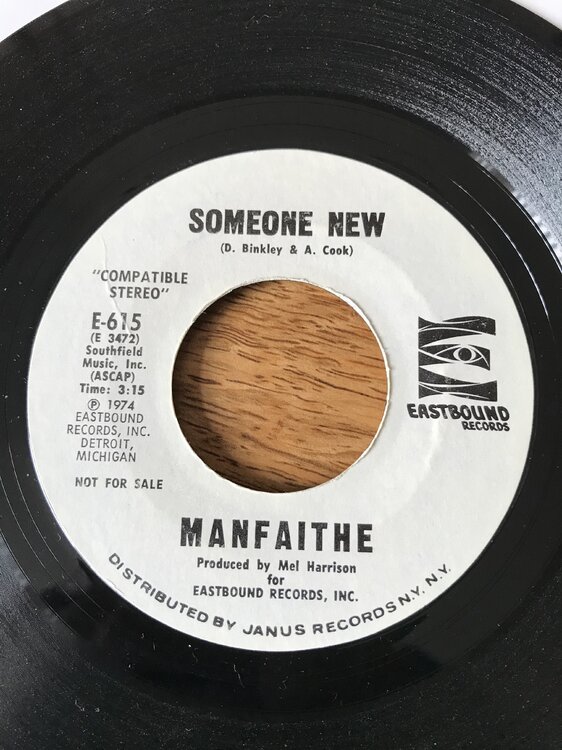 SOMEONE NEW
(D. Binkley & A. Cook)
"COMPATIBLE
STEREO"
E-615
(E 3472)
Southfield
Music, Inc.
(ASCAP)
Time: 3:15
℗ 1974
EASTBOUND
RECORDS, INC.
DETROIT,
MICHIGAN
NOT FOR SALE
EASTBOUND
RECORDS
MANFAITHE
Produced by Mel Harrison
for
EASTBOUND RECORDS, INC.
DISTRIBUTED BY JANUS RECORDS N.Y. N.Y.